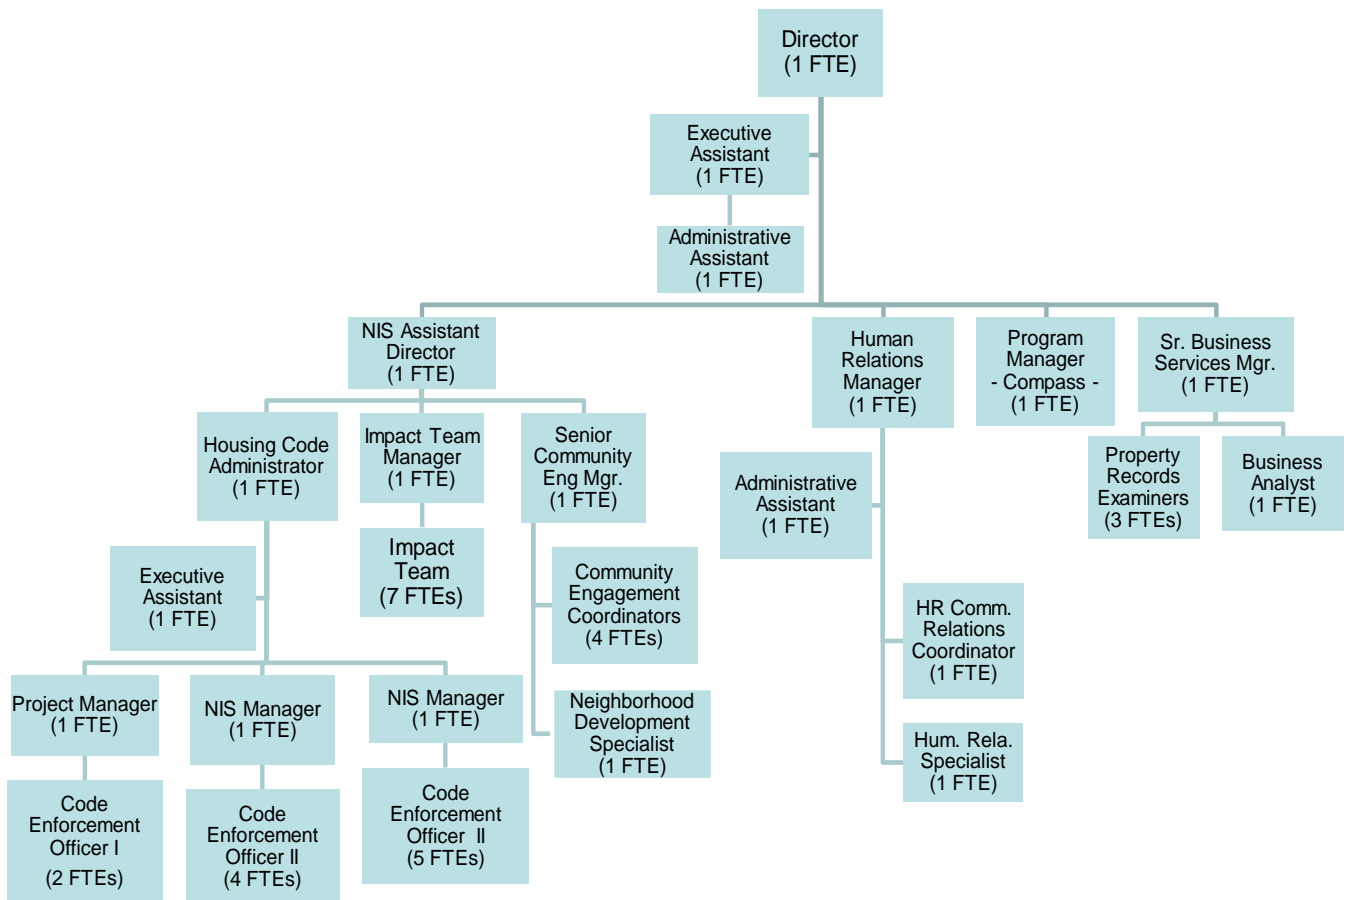 Director
(1 FTE)
Executive
Assistant
(1 FTE)
Administrative
Assistant
(1 FTE)
NIS Assistant
Director
(1 FTE)
Human
Relations
Manager
(1 FTE)
Program
Manager
- Compass -
(1 FTE)
Sr. Business
Services Mgr.
(1 FTE)
Housing Code
Administrator
(1 FTE)
Impact Team
Manager
(1 FTE)
Senior
Community
Eng Mgr.
(1 FTE)
Administrative
Assistant
(1 FTE)
Property
Records
Examiners
(3 FTEs)
Business
Analyst
(1 FTE)
Executive
Assistant
(1 FTE)
Impact
Team
(7 FTEs)
Community
Engagement
Coordinators
(4 FTEs)
HR Comm.
Relations
Coordinator
(1 FTE)
Project Manager
(1 FTE)
NIS Manager
(1 FTE)
NIS Manager
(1 FTE)
Neighborhood
Development
Specialist
(1 FTE)
Hum. Rela.
Specialist
(1 FTE)
Code
Enforcement
Officer I
(2 FTEs)
Code
Enforcement
Officer II
(4 FTEs)
Code
Enforcement
Officer II
(5 FTEs)